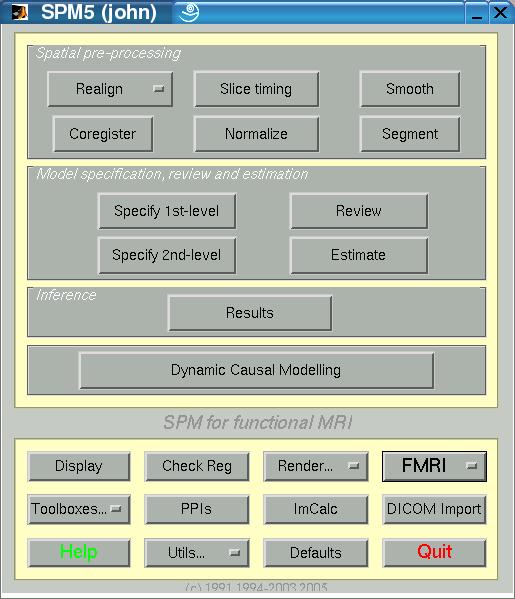 SPM5 (john)
Spatial pre-processing
Realign Slice timing Smooth
Coregister Normalize Segment
Model specification, review and estimation
Specify 1st-level Review
Specify 2nd-level Estimate
Inference
Results
Dynamic Causal Modelling
SPM for functional MRI
Display Check Reg Render... FMRI
Toolboxes... PPIs ImCalc DICOM Import
Help Utils... Defaults Quit
(c) 1991,1994-2003,2005